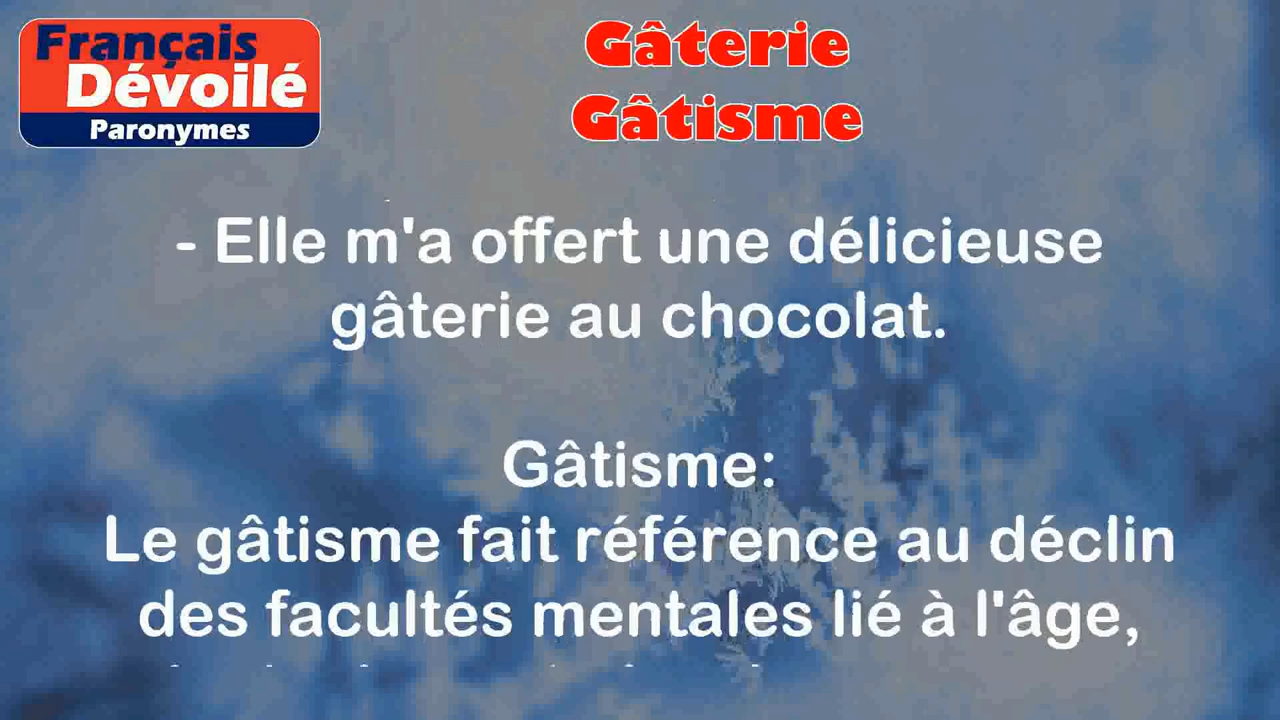 Français
Dévoilé
Paronymes
Gâterie
Gâtisme
- Elle m'a offert une délicieuse
gâterie au chocolat.
Gâtisme:
Le gâtisme fait référence au déclin
des facultés mentales lié à l'âge,